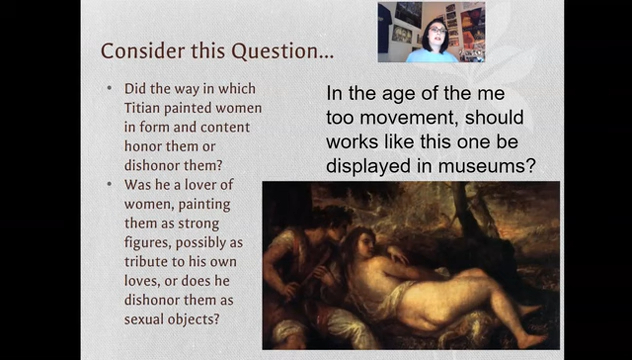 Consider this Question...
• Did the way in which
Titian painted women
in form and content
honor them or
dishonor them?
• Was he a lover of
women, painting
them as strong
figures, possibly as
tribute to his own
loves, or does he
dishonor them as
sexual objects?
In the age of the me
too movement, should
works like this one be
displayed in museums?